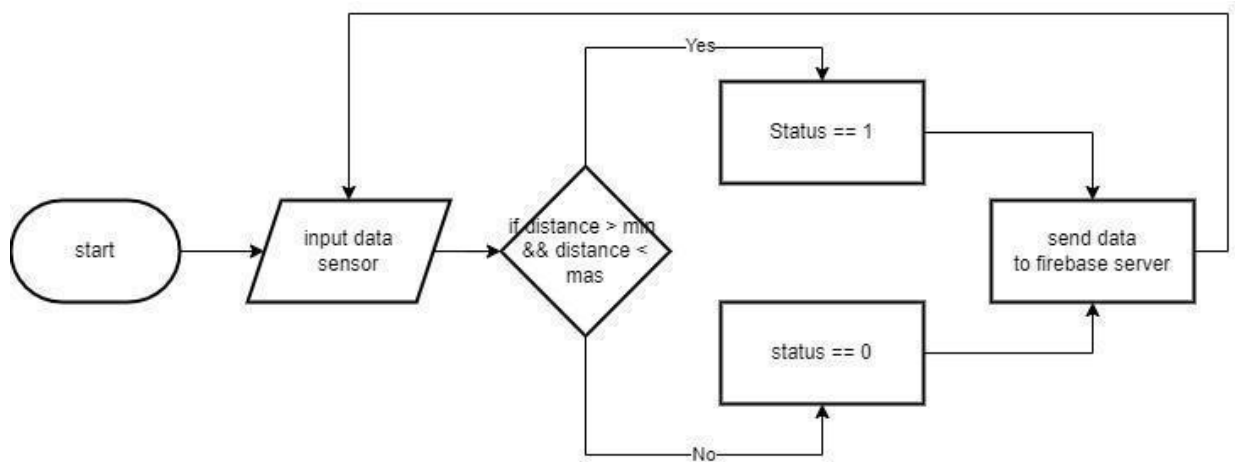 start
input data
sensor
if distance > min
&& distance <
mas
Yes
Status == 1
No
status == 0
send data
to firebase server